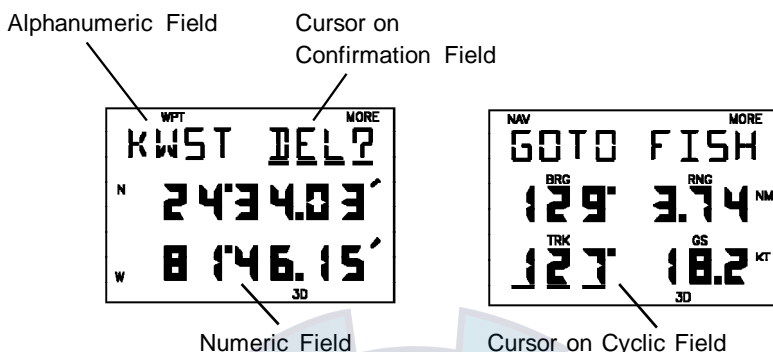 Alphanumeric Field
Cursor on
Confirmation Field
WPT MORE
KWST DEL?
N 24°34.03'
W 81°46.15'
3D
NAV MORE
GOTO FISH
BRG RNG
129° 3.74 NM
TRK GS
127° 18.2 KT
3D
Numeric Field
Cursor on Cyclic Field